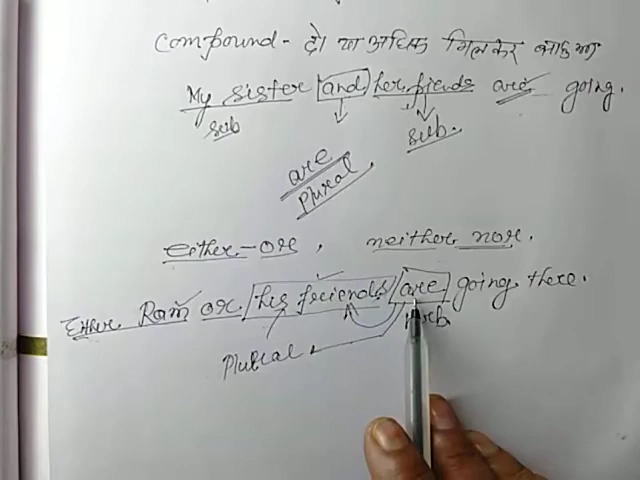 Compound - दो या अधिक मिलकर
My sister and her friends are going.
sub
sub.
are
Plural.
either-or, neither nor.
Either Ram or his friends are going there.
Verb
Plural